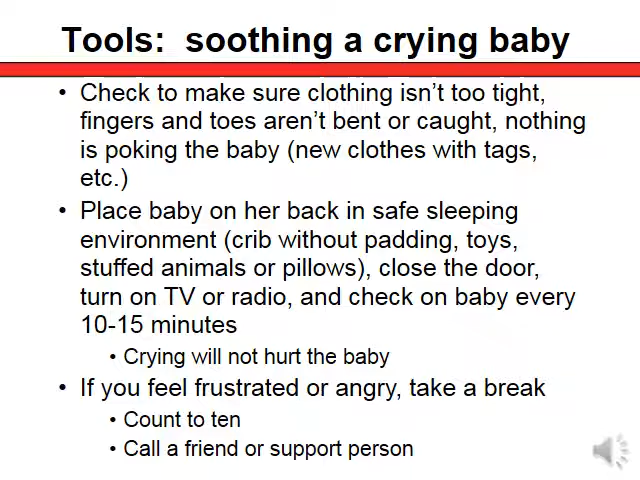 Tools:  soothing a crying baby
• Check to make sure clothing isn't too tight,
fingers and toes aren't bent or caught, nothing
is poking the baby (new clothes with tags,
etc.)
• Place baby on her back in safe sleeping
environment (crib without padding, toys,
stuffed animals or pillows), close the door,
turn on TV or radio, and check on baby every
10-15 minutes
• Crying will not hurt the baby
• If you feel frustrated or angry, take a break
• Count to ten
• Call a friend or support person